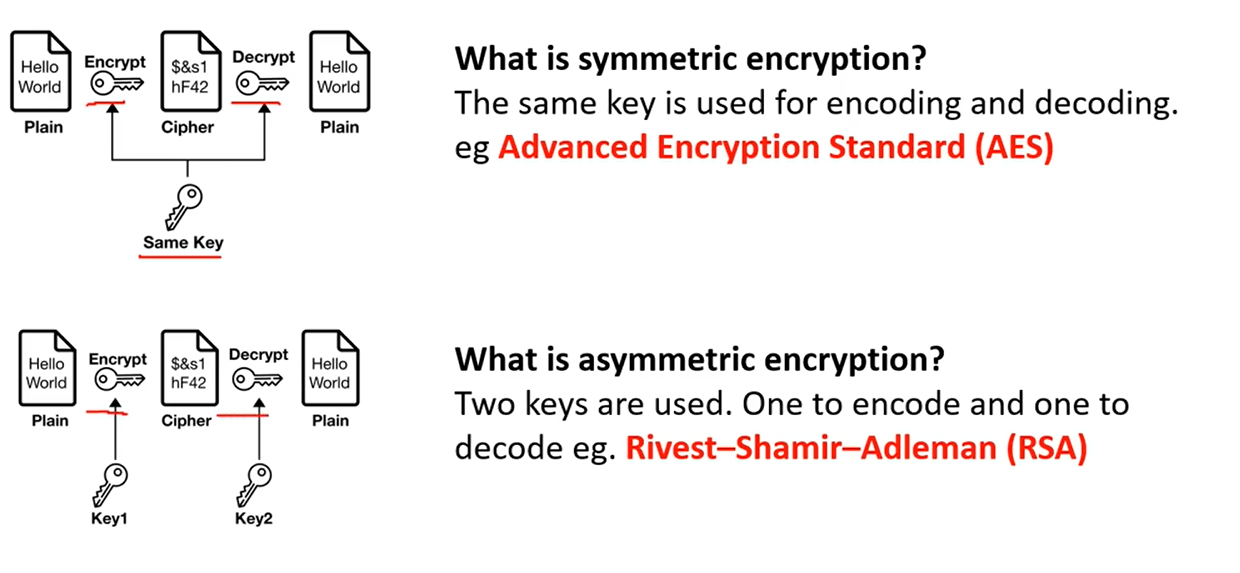 Hello
World
Plain
Encrypt
$&s1
hF42
Cipher
Decrypt
Hello
World
Plain
Same Key
What is symmetric encryption?
The same key is used for encoding and decoding.
eg Advanced Encryption Standard (AES)
Hello
World
Plain
Encrypt
$&s1
hF42
Cipher
Decrypt
Hello
World
Plain
Key1
Key2
What is asymmetric encryption?
Two keys are used. One to encode and one to
decode eg. Rivest–Shamir–Adleman (RSA)